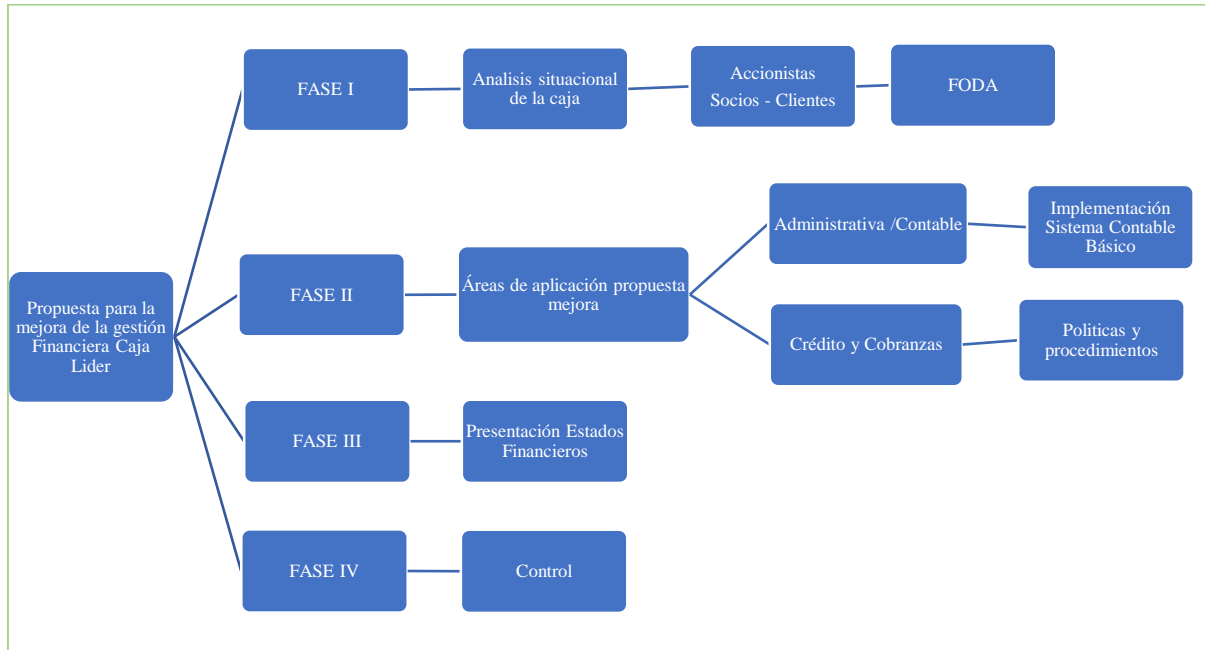 FASE I
Analisis situacional
de la caja
Accionistas
Socios - Clientes
FODA
Propuesta para la
mejora de la gestión
Financiera Caja
Lider
FASE II
Áreas de aplicación propuesta
mejora
Administrativa /Contable
Implementación
Sistema Contable
Básico
Crédito y Cobranzas
Politicas y
procedimientos
FASE III
Presentación Estados
Financieros
FASE IV
Control